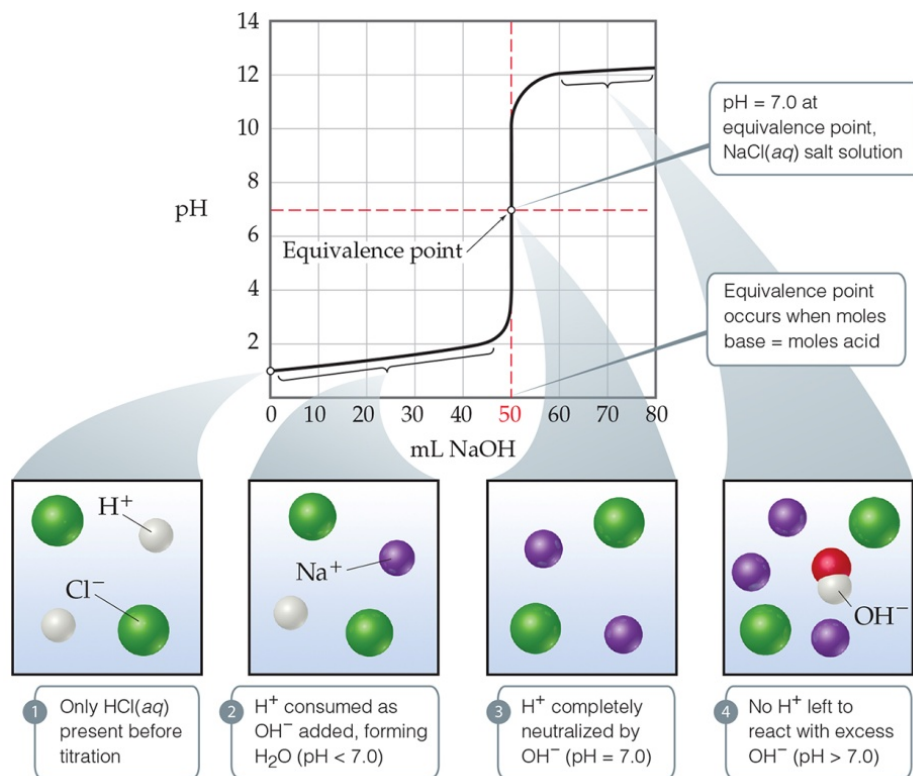 14
12
10
8
6
4
2
pH
Equivalence point
0 10 20 30 40 50 60 70 80
mL NaOH
pH = 7.0 at
equivalence point,
NaCl(aq) salt solution
Equivalence point
occurs when moles
base = moles acid
H⁺
Cl⁻
Na⁺
OH⁻
1 Only HCl(aq)
present before
titration
2 H⁺ consumed as
OH⁻ added, forming
H₂O (pH < 7.0)
3 H⁺ completely
neutralized by
OH⁻ (pH = 7.0)
4 No H⁺ left to
react with excess
OH⁻ (pH > 7.0)